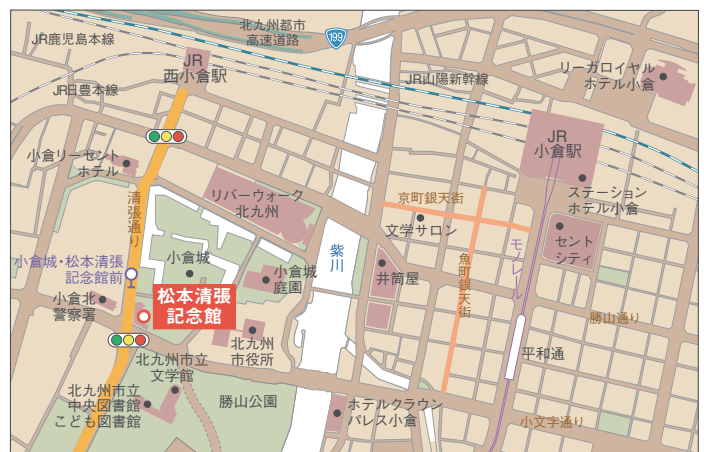 北九州都市
高速道路
199
JR鹿児島本線
JR
西小倉駅
JR日豊本線
JR山陽新幹線
リーガロイヤル
ホテル小倉
JR
小倉駅
小倉リーセント
ホテル
清張通り
リバーウォーク
北九州
京町銀天街
文学サロン
ステーション
ホテル小倉
セント
シティ
モノレール
魚町銀天街
紫川
井筒屋
小倉城・松本清張
記念館前
小倉城
小倉城
庭園
小倉北
警察署
松本清張
記念館
北九州
市役所
勝山通り
平和通
北九州市立
文学館
北九州市立
中央図書館
こども図書館
勝山公園
ホテルクラウン
パレス小倉
小文字通り